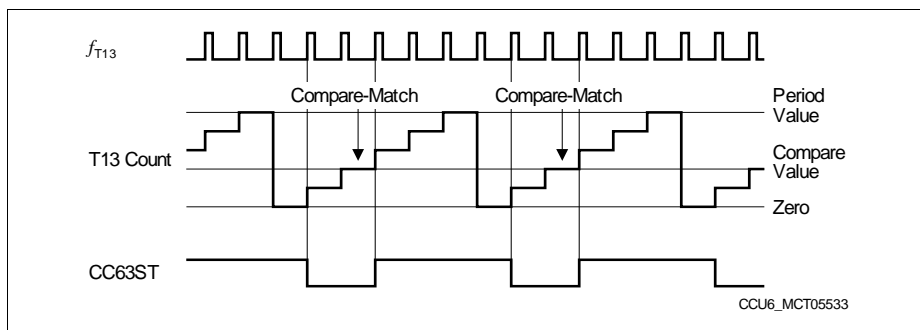 fT13
Compare-Match
Compare-Match
Period
Value
T13 Count
Compare
Value
Zero
CC63ST
CCU6_MCT05533